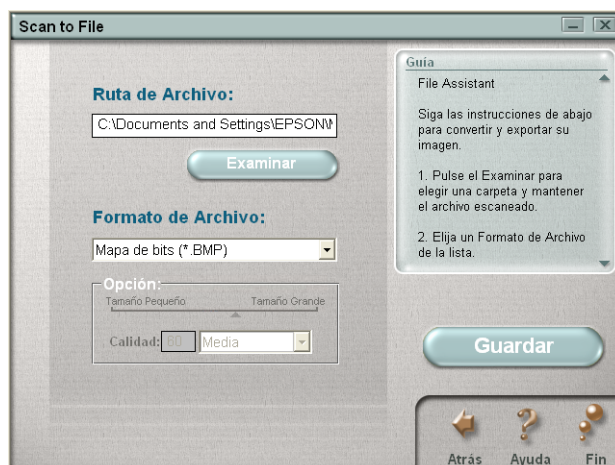 Scan to File
Ruta de Archivo:
C:\Documents and Settings\EPSON\M
Examinar
Formato de Archivo:
Mapa de bits (*.BMP)
Opción:
Tamaño Pequeño Tamaño Grande
Calidad: 80 Media
Guía
File Assistant
Siga las instrucciones de abajo
para convertir y exportar su
imagen.
1. Pulse el Examinar para
elegir una carpeta y mantener
el archivo escaneado.
2. Elija un Formato de Archivo
de la lista.
Guardar
Atrás Ayuda Fin